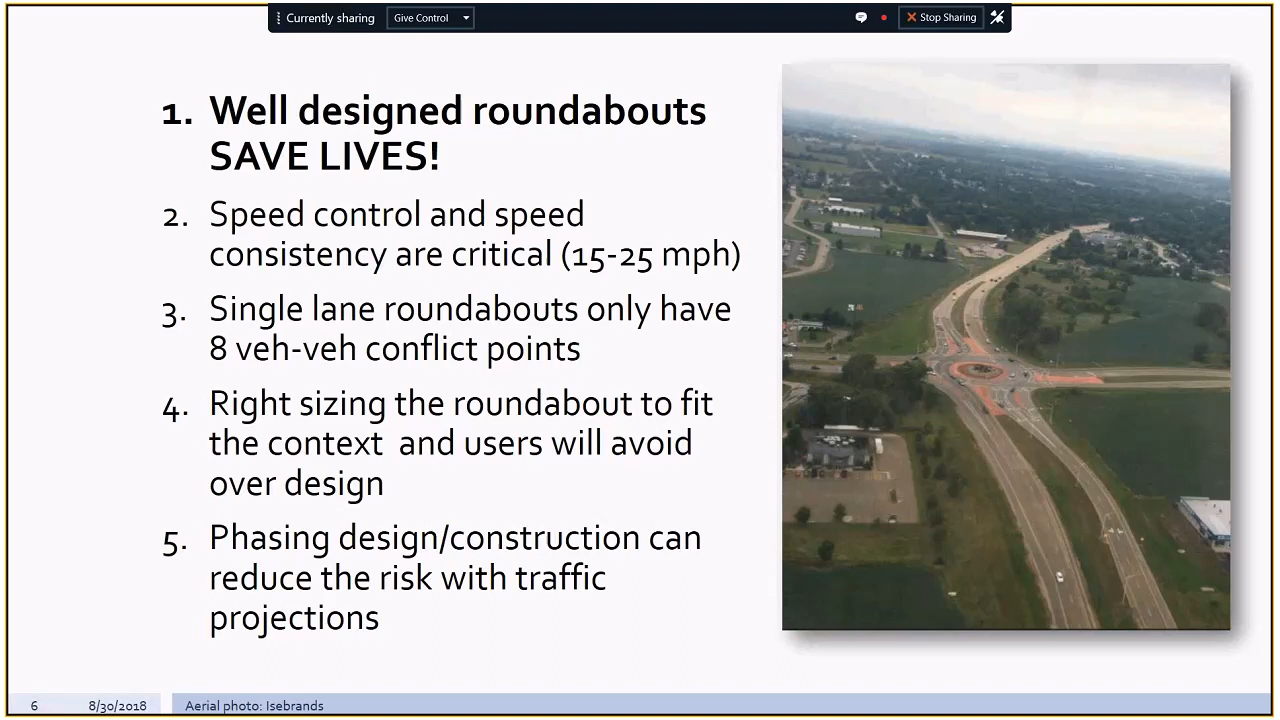 Currently sharing
Give Control
Stop Sharing
1. Well designed roundabouts
SAVE LIVES!
2. Speed control and speed
consistency are critical (15-25 mph)
3. Single lane roundabouts only have
8 veh-veh conflict points
4. Right sizing the roundabout to fit
the context and users will avoid
over design
5. Phasing design/construction can
reduce the risk with traffic
projections
6
8/30/2018
Aerial photo: Isebrands